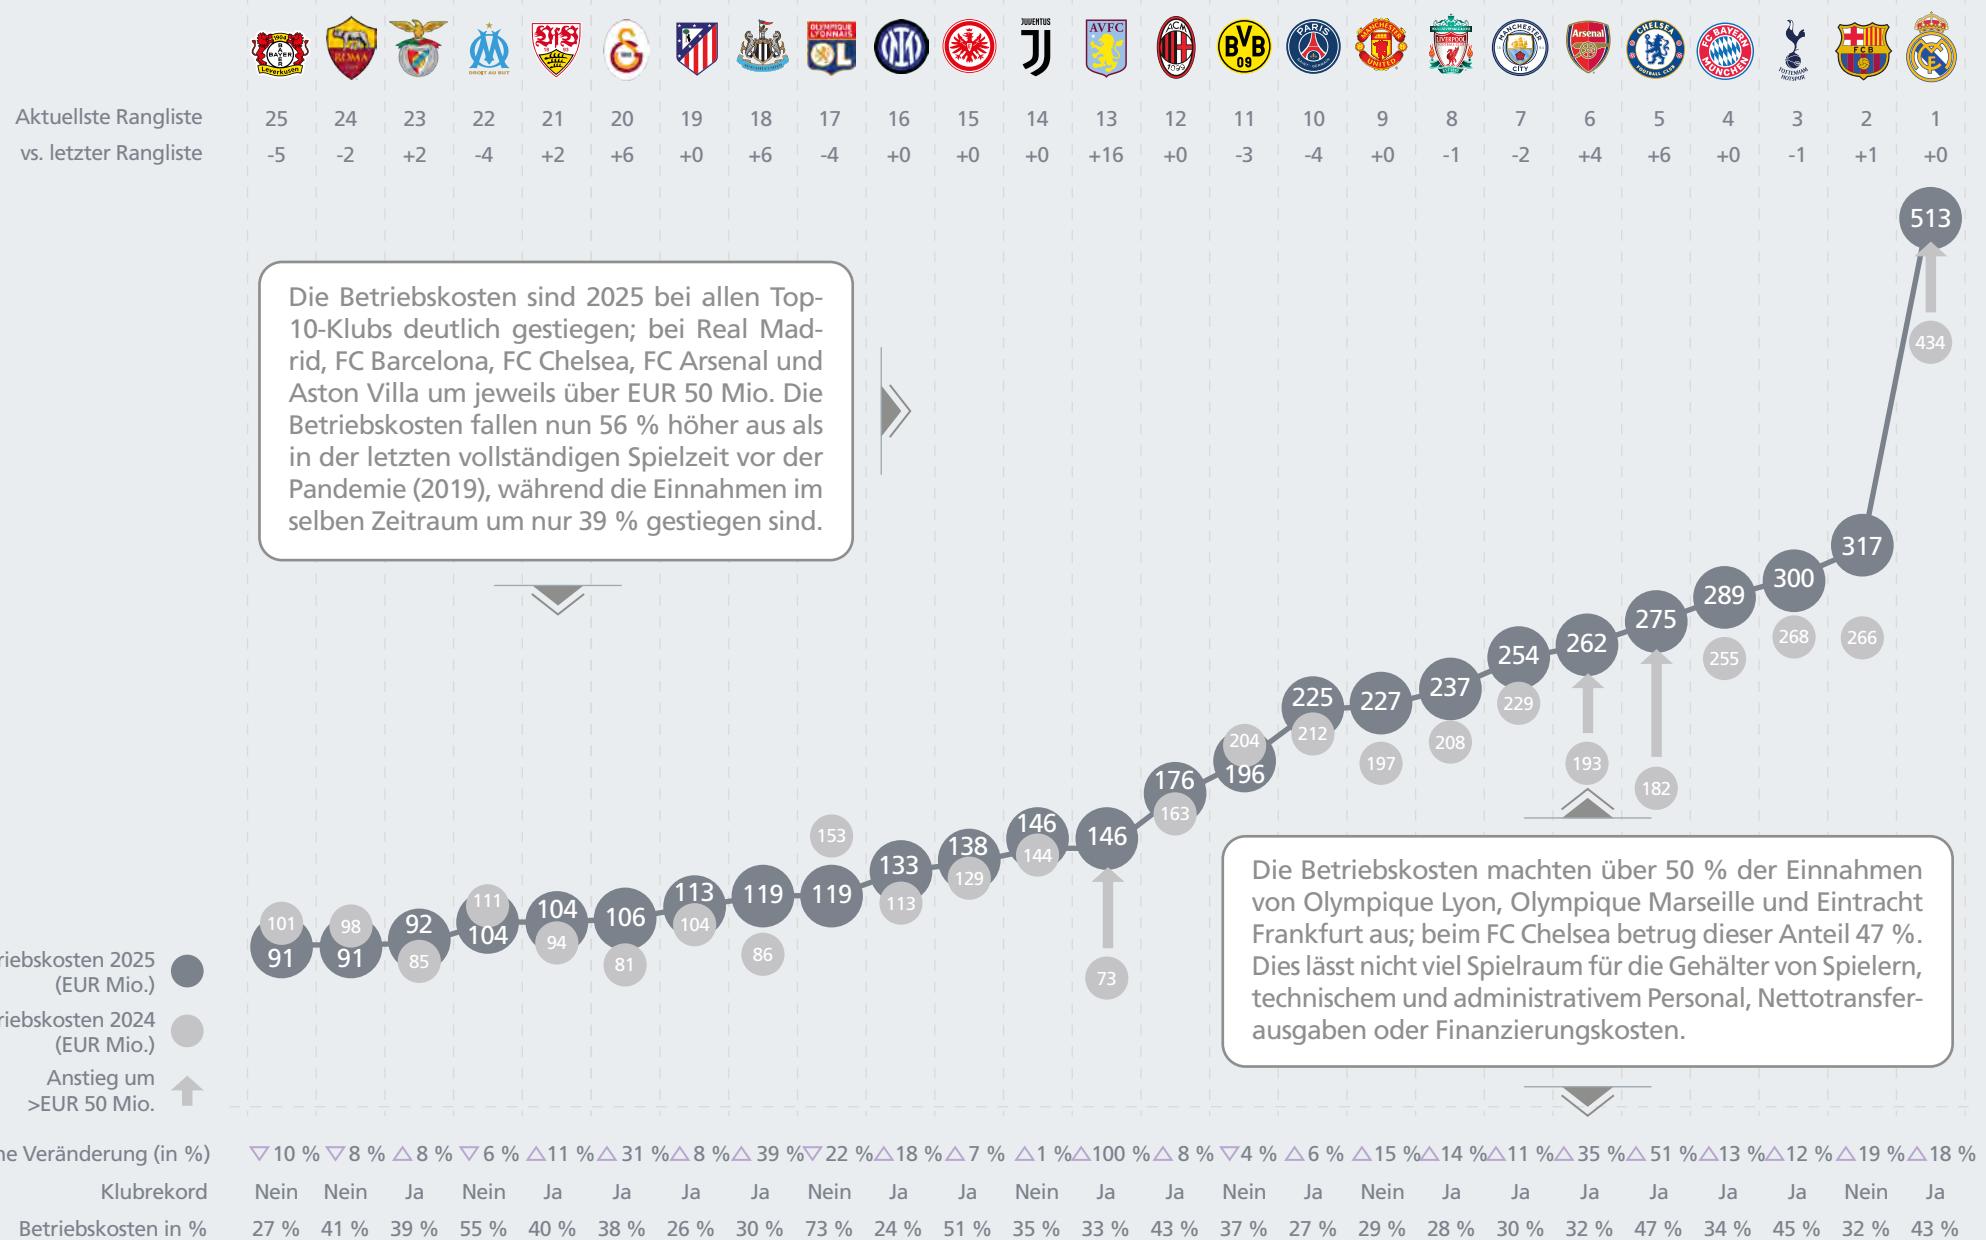 Aktuellste Rangliste 25 24 23 22 21 20 19 18 17 16 15 14 13 12 11 10 9 8 7 6 5 4 3 2 1
vs. letzter Rangliste -5 -2 +2 -4 +2 +6 +0 +6 -4 +0 +0 +0 +16 +0 -3 -4 +0 -1 -2 +4 +6 +0 -1 +1 +0
Die Betriebskosten sind 2025 bei allen Top-
10-Klubs deutlich gestiegen; bei Real Mad-
rid, FC Barcelona, FC Chelsea, FC Arsenal und
Aston Villa um jeweils über EUR 50 Mio. Die
Betriebskosten fallen nun 56 % höher aus als
in der letzten vollständigen Spielzeit vor der
Pandemie (2019), während die Einnahmen im
selben Zeitraum um nur 39 % gestiegen sind.
91 91 92 104 104 106 113 119 119 133 138 146 146 176 196 225 227 237 254 262 275 289 300 317 513
101 98 85 111 94 81 104 86 153 113 129 144 73 163 204 212 197 208 229 193 182 255 268 266 434
Die Betriebskosten machten über 50 % der Einnahmen
von Olympique Lyon, Olympique Marseille und Eintracht
Frankfurt aus; beim FC Chelsea betrug dieser Anteil 47 %.
Dies lässt nicht viel Spielraum für die Gehälter von Spielern,
technischem und administrativem Personal, Nettotransfer-
ausgaben oder Finanzierungskosten.
riebskosten 2025
(EUR Mio.)
riebskosten 2024
(EUR Mio.)
Anstieg um
>EUR 50 Mio.
ne Veränderung (in %) ▽ 10 % ▽ 8 % △ 8 % ▽ 6 % △ 11 % △ 31 % △ 8 % △ 39 % ▽ 22 % △ 18 % △ 7 % △ 1 % △ 100 % △ 8 % ▽ 4 % △ 6 % △ 15 % △ 14 % △ 11 % △ 35 % △ 51 % △ 13 % △ 12 % △ 19 % △ 18 %
Klubrekord Nein Nein Ja Nein Ja Ja Ja Ja Nein Ja Ja Nein Ja Ja Nein Ja Nein Ja Ja Ja Ja Ja Ja Nein Ja
Betriebskosten in % 27 % 41 % 39 % 55 % 40 % 38 % 26 % 30 % 73 % 24 % 51 % 35 % 33 % 43 % 37 % 27 % 29 % 28 % 30 % 32 % 47 % 34 % 45 % 32 % 43 %